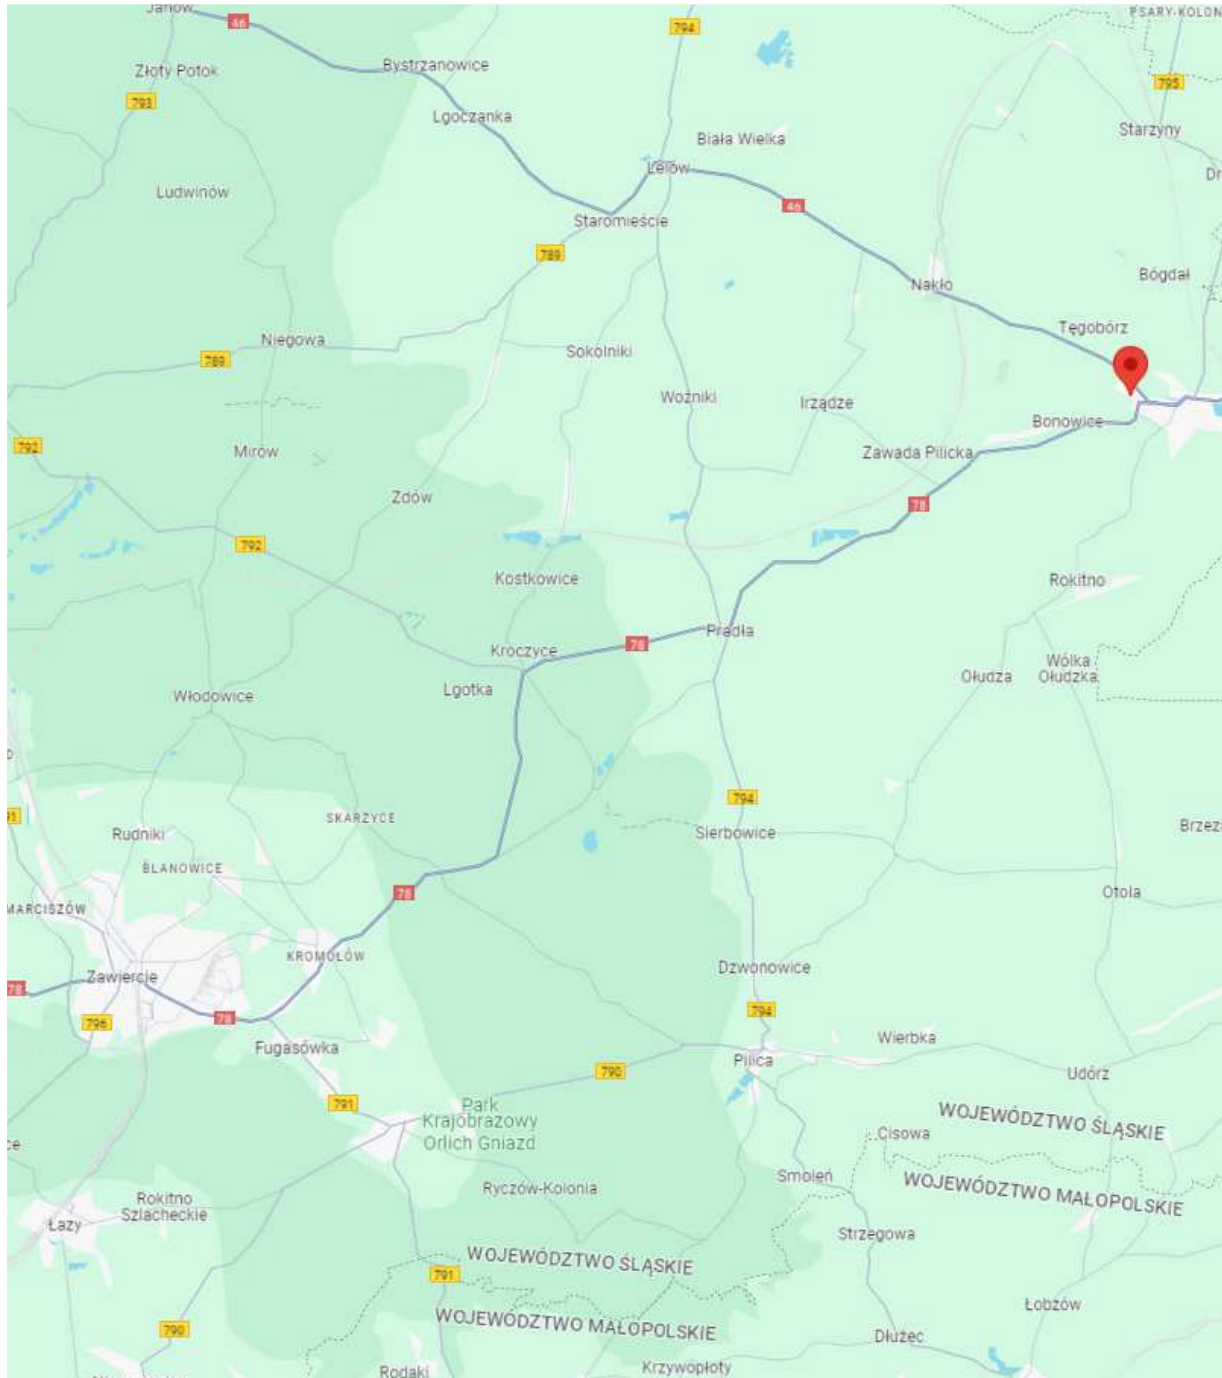 Janów
46
794
PSARY-KOLON
Złoty Potok
Bystrzanowice
793
795
Lgoczanka
Starzyny
Biała Wielka
Lelów
Dr
Ludwinów
46
Staromieście
789
Bógdał
Nakło
Tęgobórz
Niegowa
789
Sokolniki
Woźniki
Irządze
Bonowice
792
Mirów
Zawada Pilicka
Zdów
78
792
Kostkowice
Rokitno
Pradła
78
Kroczyce
Lgotka
Ołudza
Wólka
Ołudzka
Włodowice
794
91
SKARŻYCE
Rudniki
Sierbowice
Brzez
BLANOWICE
78
Otola
MARCISZÓW
KROMOŁÓW
Dzwonowice
Zawiercie
78
794
78
796
Fugasówka
Wierbka
Pilica
790
Udórz
791
Park
Krajobrazowy
Orlich Gniazd
WOJEWÓDZTWO ŚLĄSKIE
Cisowa
ce
Smoleń
WOJEWÓDZTWO MAŁOPOLSKIE
Ryczów-Kolonia
Rokitno
Szlacheckie
Łazy
Strzegowa
WOJEWÓDZTWO ŚLĄSKIE
791
WOJEWÓDZTWO MAŁOPOLSKIE
Łobzów
790
Dłużec
Krzywopłoty
Rodaki